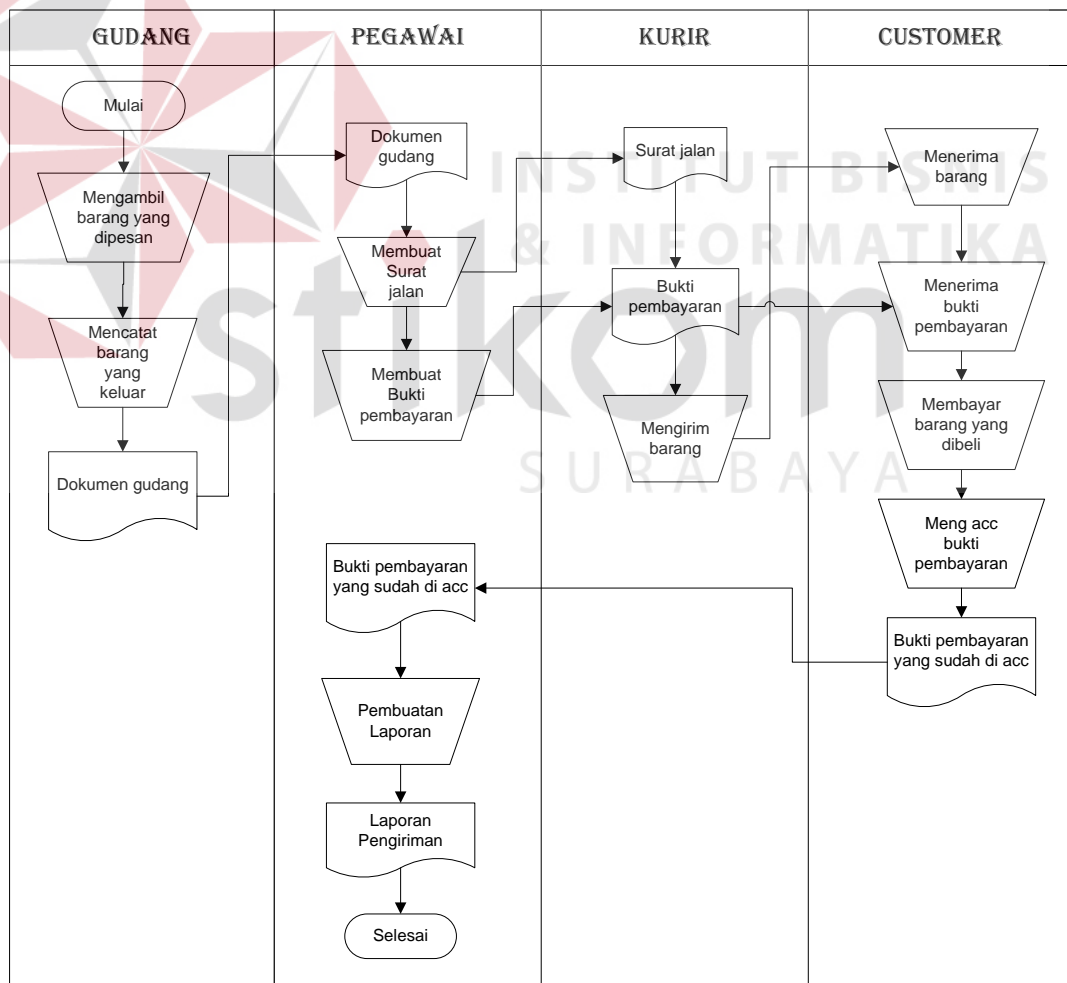 GUDANG
PEGAWAI
KURIR
CUSTOMER
Mulai
Mengambil
barang yang
dipesan
Mencatat
barang
yang
keluar
Dokumen gudang
Dokumen
gudang
Membuat
Surat
jalan
Membuat
Bukti
pembayaran
Surat jalan
Bukti
pembayaran
Mengirim
barang
Menerima
barang
Menerima
bukti
pembayaran
Membayar
barang yang
dibeli
Meng acc
bukti
pembayaran
Bukti pembayaran
yang sudah di acc
Bukti pembayaran
yang sudah di acc
Pembuatan
Laporan
Laporan
Pengiriman
Selesai
INSTITUT BISNIS
& INFORMATIKA
stikom
SURABAYA